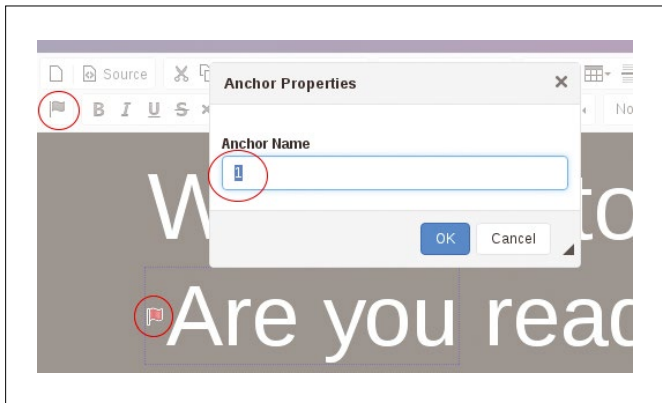 Source
Anchor Properties
B I U S No
Anchor Name
1
W to
OK Cancel
Are you read